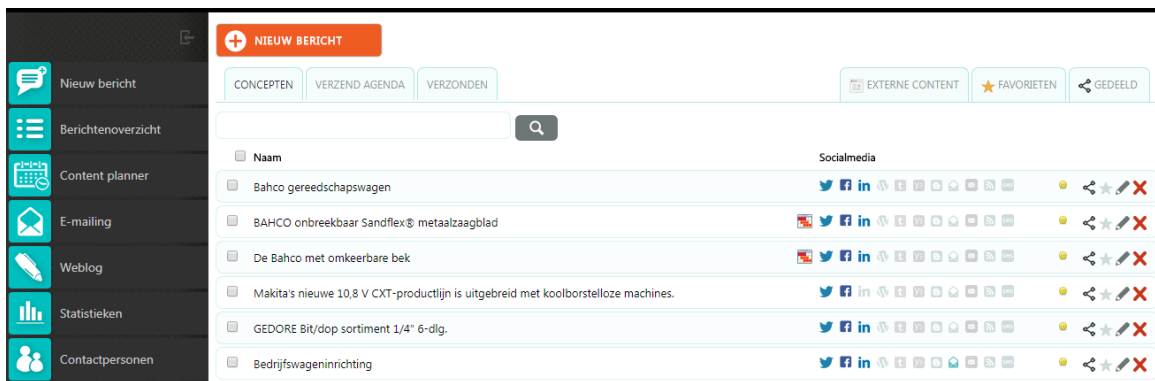 NIEUW BERICHT
Nieuw bericht
Berichtenoverzicht
Content planner
E-mailing
Weblog
Statistieken
Contactpersonen
CONCEPTEN VERZEND AGENDA VERZONDEN EXTERNE CONTENT FAVORIETEN GEDEELD
Naam Socialmedia
Bahco gereedschapswagen
BAHCO onbreekbaar Sandflex® metaalzaagblad
De Bahco met omkeerbare bek
Makita's nieuwe 10,8 V CXT-productlijn is uitgebreid met koolborstelloze machines.
GEDORE Bit/dop sortiment 1/4" 6-dlg.
Bedrijfswageninrichting